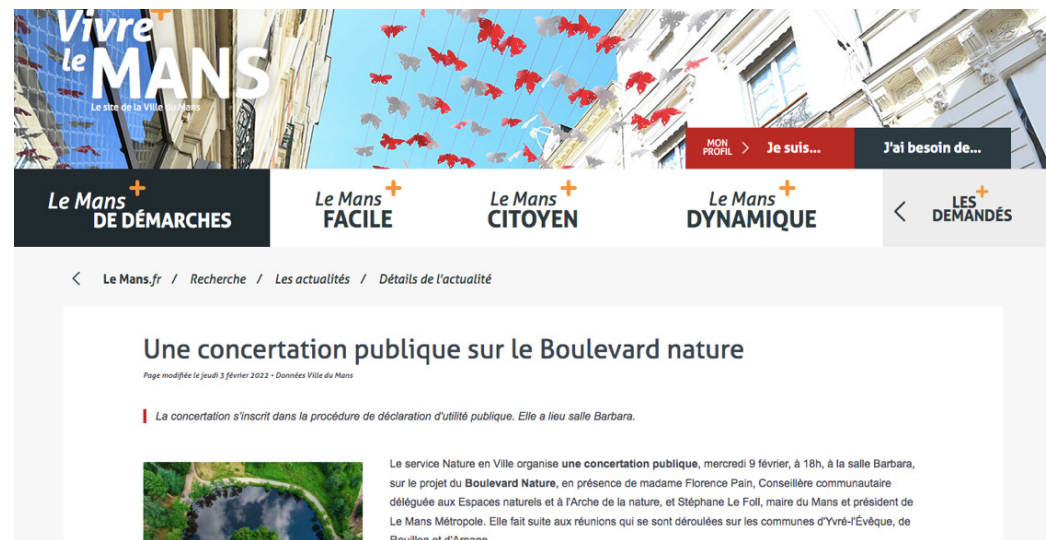 Vivre+
le MANS
Le site de la Ville du Mans
MON PROFIL > Je suis...
J'ai besoin de...
Le Mans+
DE DÉMARCHES
Le Mans+
FACILE
Le Mans+
CITOYEN
Le Mans+
DYNAMIQUE
< LES+
DEMANDÉS
< Le Mans.fr / Recherche / Les actualités / Détails de l'actualité
Une concertation publique sur le Boulevard nature
Page modifiée le jeudi 3 février 2022 - Données Ville du Mans
La concertation s'inscrit dans la procédure de déclaration d'utilité publique. Elle a lieu salle Barbara.
Le service Nature en Ville organise une concertation publique, mercredi 9 février, à 18h, à la salle Barbara,
sur le projet du Boulevard Nature, en présence de madame Florence Pain, Conseillère communautaire
déléguée aux Espaces naturels et à l'Arche de la nature, et Stéphane Le Foll, maire du Mans et président de
Le Mans Métropole. Elle fait suite aux réunions qui se sont déroulées sur les communes d'Yvré-l'Évêque, de
Rouillon et d'Arnage.